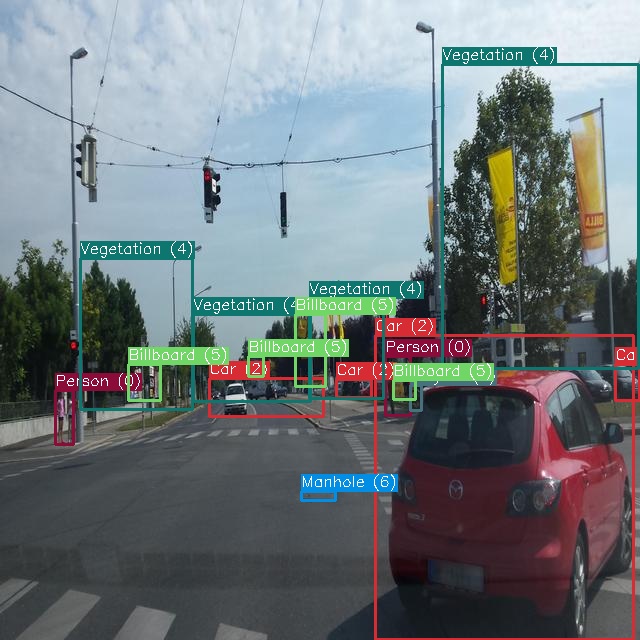 Vegetation (4)
Vegetation (4)
Vegetation (4)
Vegetation (4
Billboard (5)
Car (2)
Billboard (5)
Person (0)
Billboard (5)
Car (2)
Car (2
Ca
Person (0)
Billboard (5)
Manhole (6)
BILLA